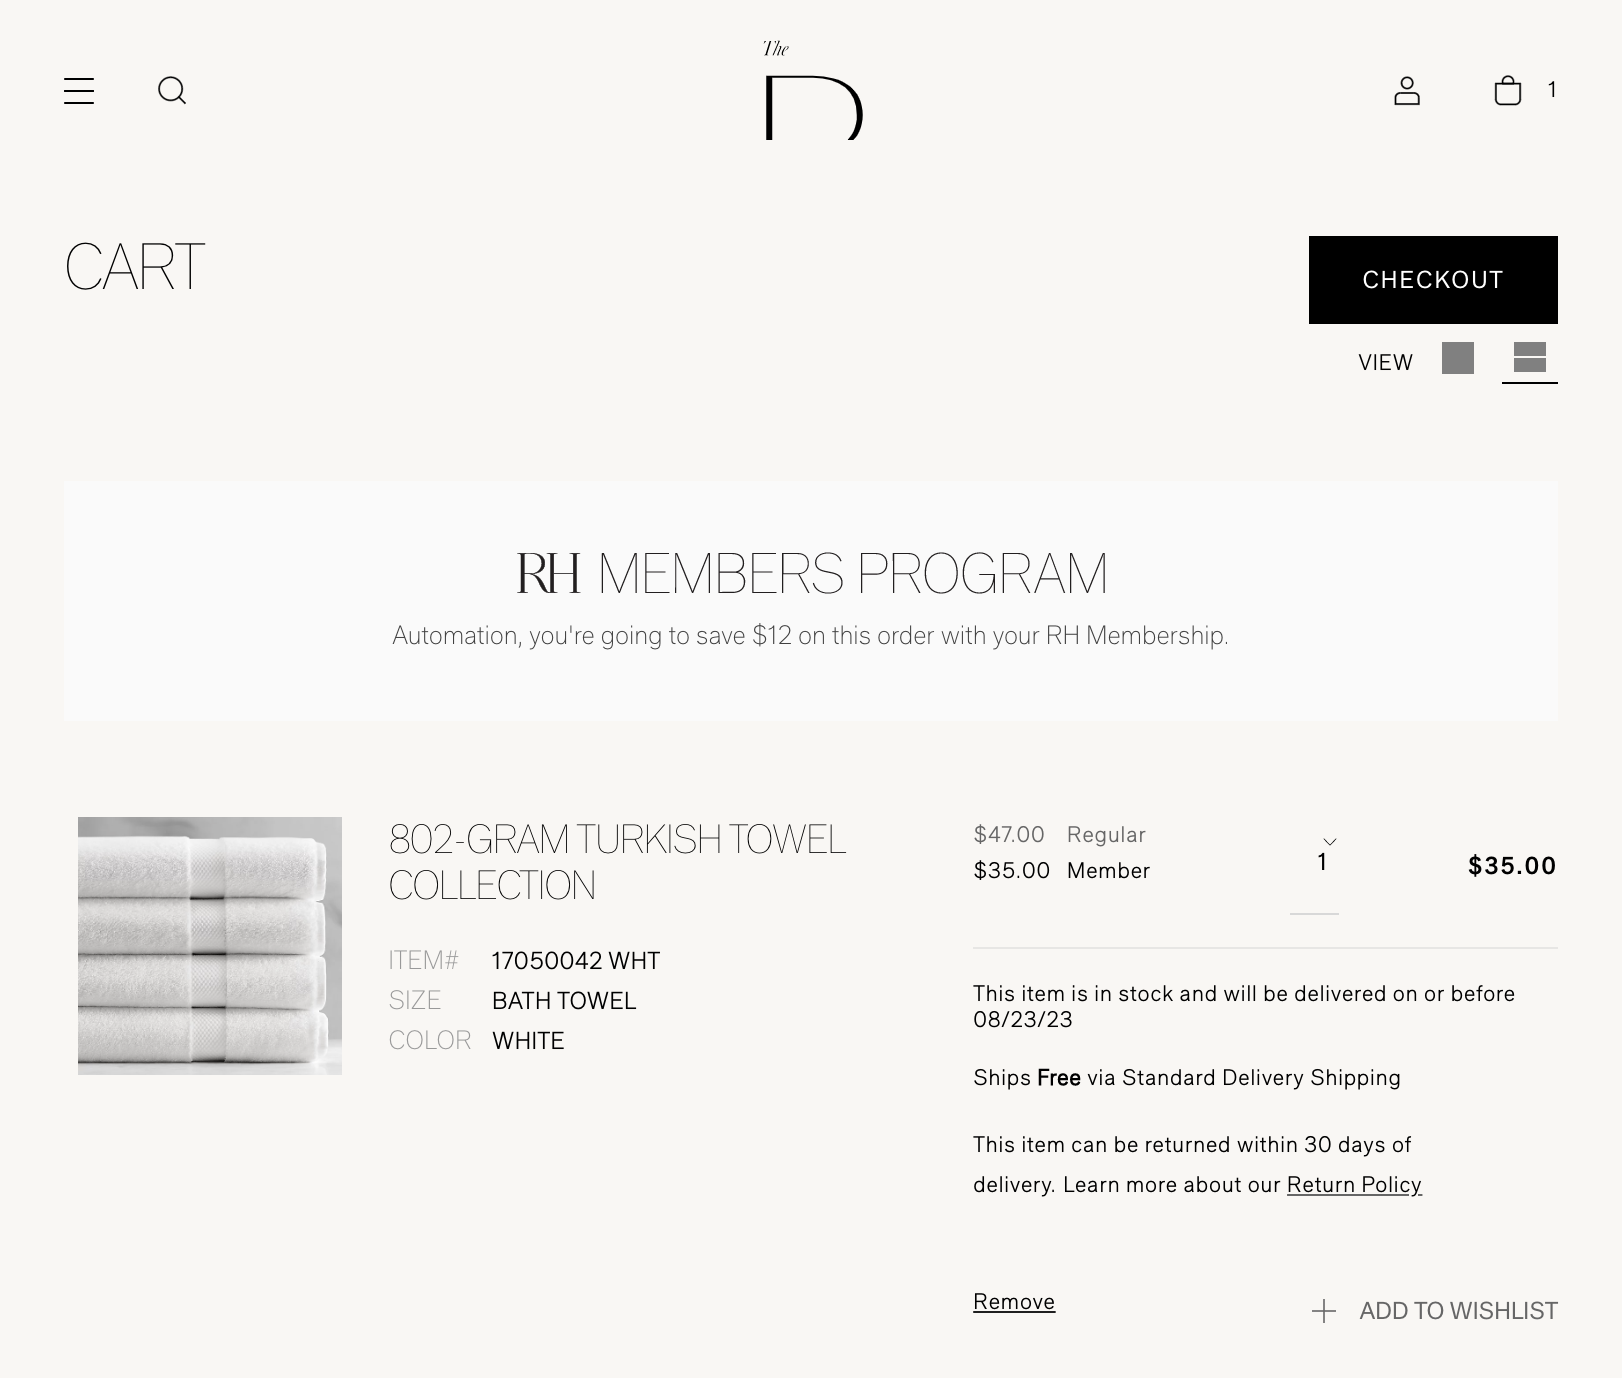 The
D
1
CART
CHECKOUT
VIEW
RH MEMBERS PROGRAM
Automation, you're going to save $12 on this order with your RH Membership.
802-GRAM TURKISH TOWEL
COLLECTION
ITEM# 17050042 WHT
SIZE BATH TOWEL
COLOR WHITE
$47.00 Regular
$35.00 Member
1
$35.00
This item is in stock and will be delivered on or before
08/23/23
Ships Free via Standard Delivery Shipping
This item can be returned within 30 days of
delivery. Learn more about our Return Policy
Remove
ADD TO WISHLIST